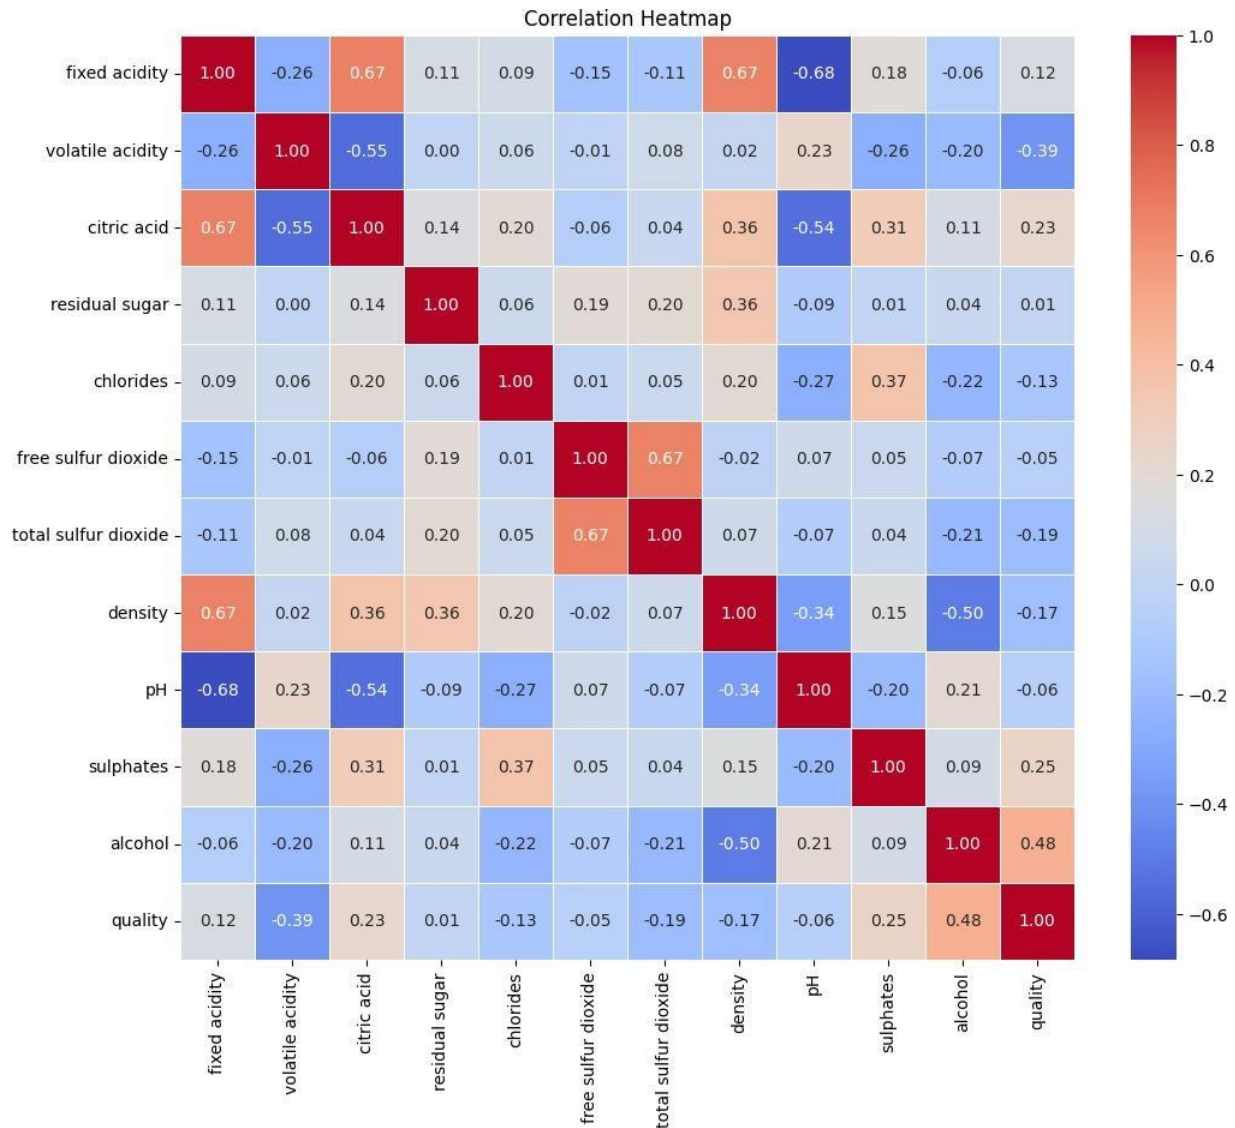 Correlation Heatmap
fixed acidity 1.00 -0.26 0.67 0.11 0.09 -0.15 -0.11 0.67 -0.68 0.18 -0.06 0.12
volatile acidity -0.26 1.00 -0.55 0.00 0.06 -0.01 0.08 0.02 0.23 -0.26 -0.20 -0.39
citric acid 0.67 -0.55 1.00 0.14 0.20 -0.06 0.04 0.36 -0.54 0.31 0.11 0.23
residual sugar 0.11 0.00 0.14 1.00 0.06 0.19 0.20 0.36 -0.09 0.01 0.04 0.01
chlorides 0.09 0.06 0.20 0.06 1.00 0.01 0.05 0.20 -0.27 0.37 -0.22 -0.13
free sulfur dioxide -0.15 -0.01 -0.06 0.19 0.01 1.00 0.67 -0.02 0.07 0.05 -0.07 -0.05
total sulfur dioxide -0.11 0.08 0.04 0.20 0.05 0.67 1.00 0.07 -0.07 0.04 -0.21 -0.19
density 0.67 0.02 0.36 0.36 0.20 -0.02 0.07 1.00 -0.34 0.15 -0.50 -0.17
pH -0.68 0.23 -0.54 -0.09 -0.27 0.07 -0.07 -0.34 1.00 -0.20 0.21 -0.06
sulphates 0.18 -0.26 0.31 0.01 0.37 0.05 0.04 0.15 -0.20 1.00 0.09 0.25
alcohol -0.06 -0.20 0.11 0.04 -0.22 -0.07 -0.21 -0.50 0.21 0.09 1.00 0.48
quality 0.12 -0.39 0.23 0.01 -0.13 -0.05 -0.19 -0.17 -0.06 0.25 0.48 1.00
fixed acidity
volatile acidity
citric acid
residual sugar
chlorides
free sulfur dioxide
total sulfur dioxide
density
pH
sulphates
alcohol
quality
1.0
0.8
0.6
0.4
0.2
0.0
−0.2
−0.4
−0.6